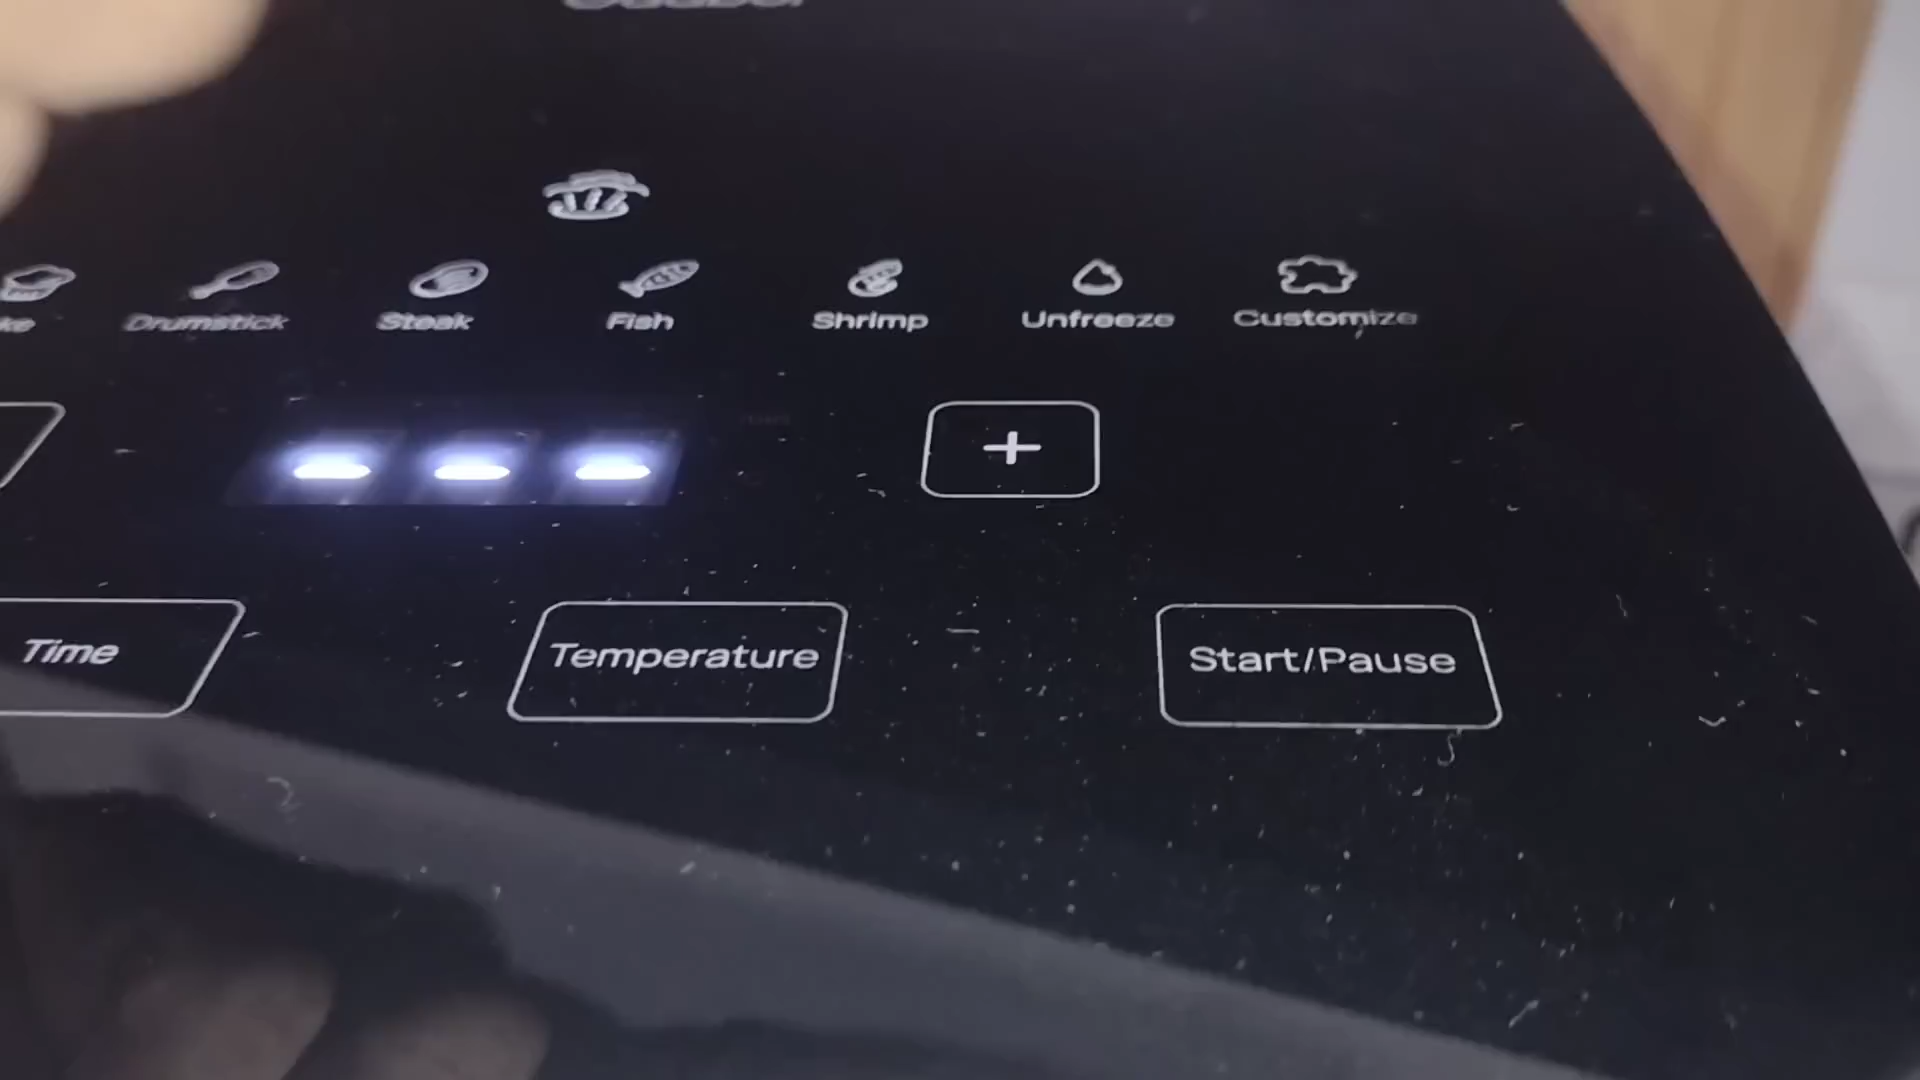 Drumstick Steak Fish Shrimp Unfreeze Customize
---
+
Time Temperature Start/Pause